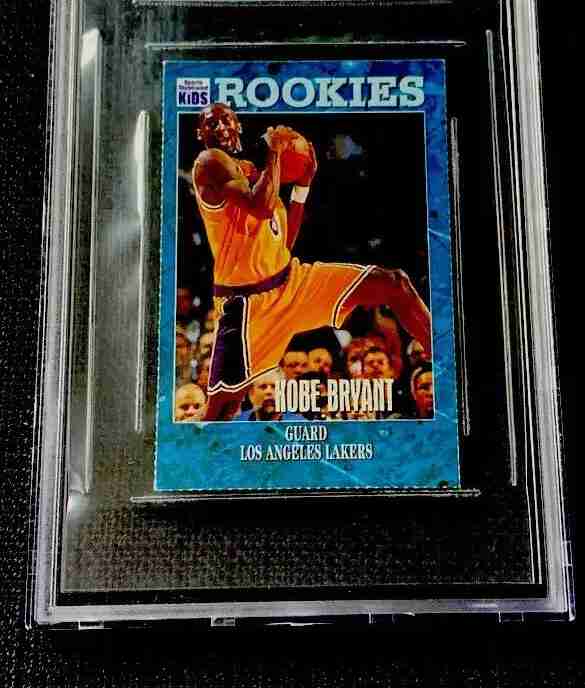 Sports
Illustrated
KIDS
ROOKIES
KOBE BRYANT
GUARD
LOS ANGELES LAKERS